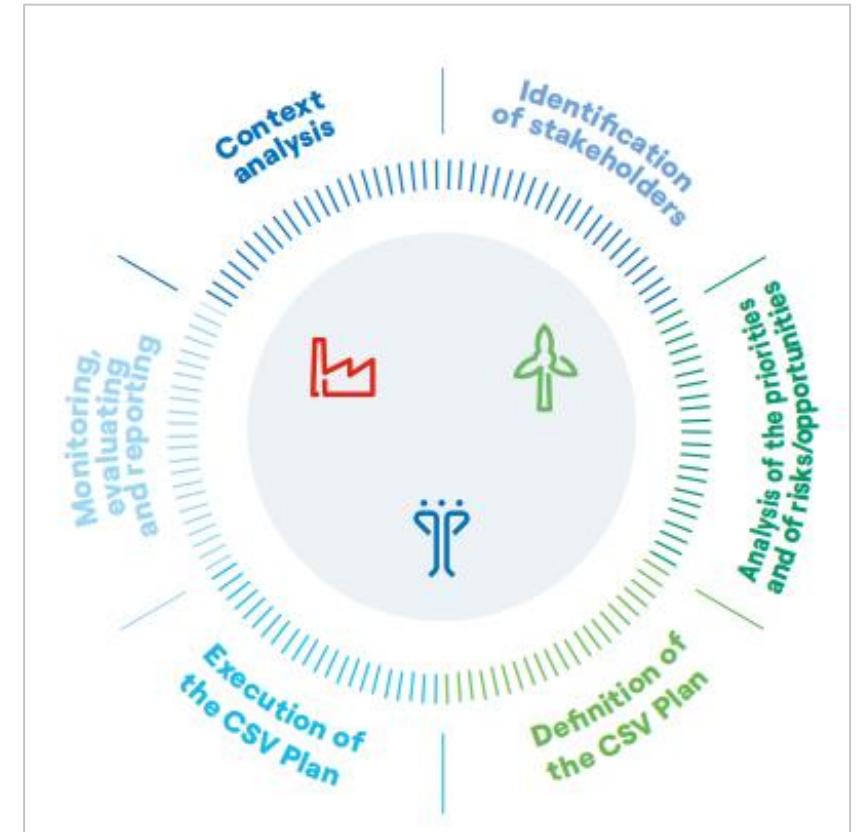 Context
analysis
Identification
of stakeholders
Analysis of the priorities
and of risks/opportunities
Definition of
the CSV Plan
Execution of
the CSV Plan
Monitoring,
evaluating
and reporting